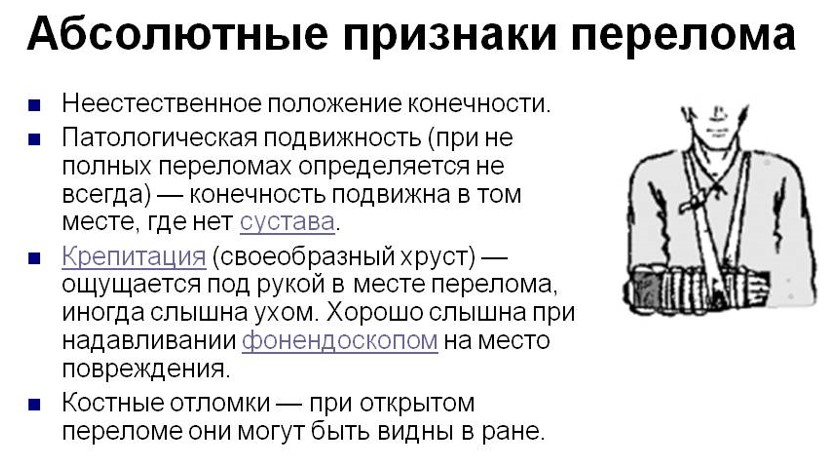 Абсолютные признаки перелома
Неестественное положение конечности.
Патологическая подвижность (при не
полных переломах определяется не
всегда) — конечность подвижна в том
месте, где нет сустава.
Крепитация (своеобразный хруст) —
ощущается под рукой в месте перелома,
иногда слышна ухом. Хорошо слышна при
надавливании фонендоскопом на место
повреждения.
Костные отломки — при открытом
переломе они могут быть видны в ране.